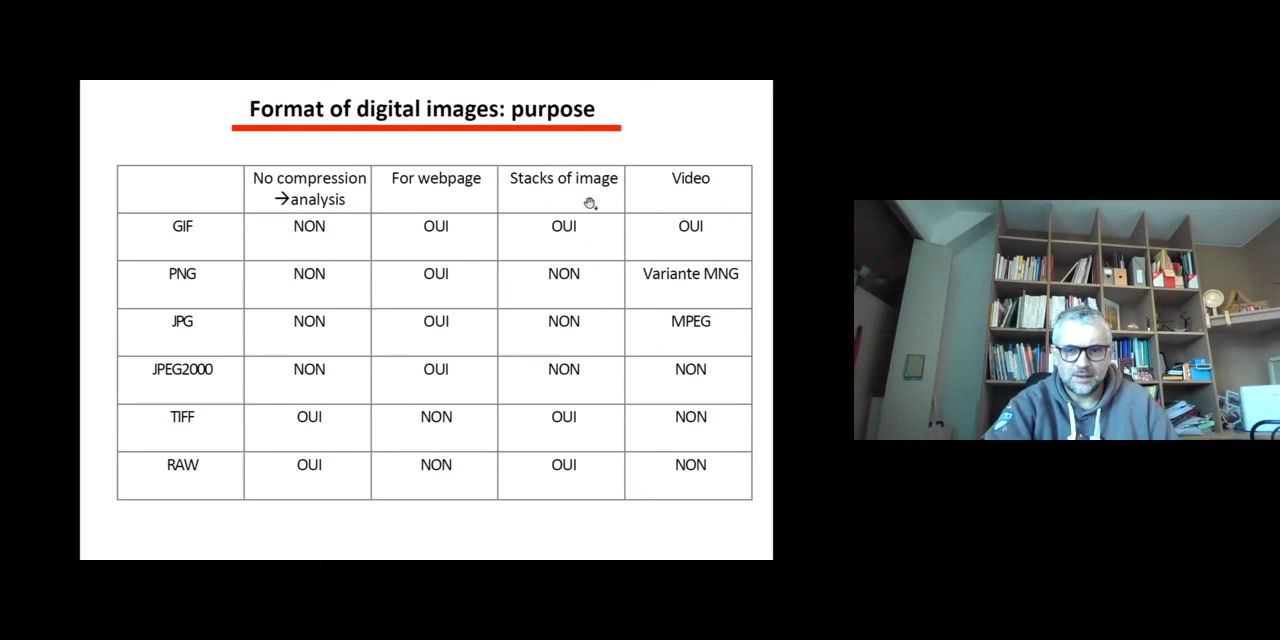 Format of digital images: purpose
No compression
→analysis
For webpage
Stacks of image
Video
GIF NON OUI OUI OUI
PNG NON OUI NON Variante MNG
JPG NON OUI NON MPEG
JPEG2000 NON OUI NON NON
TIFF OUI NON OUI NON
RAW OUI NON OUI NON